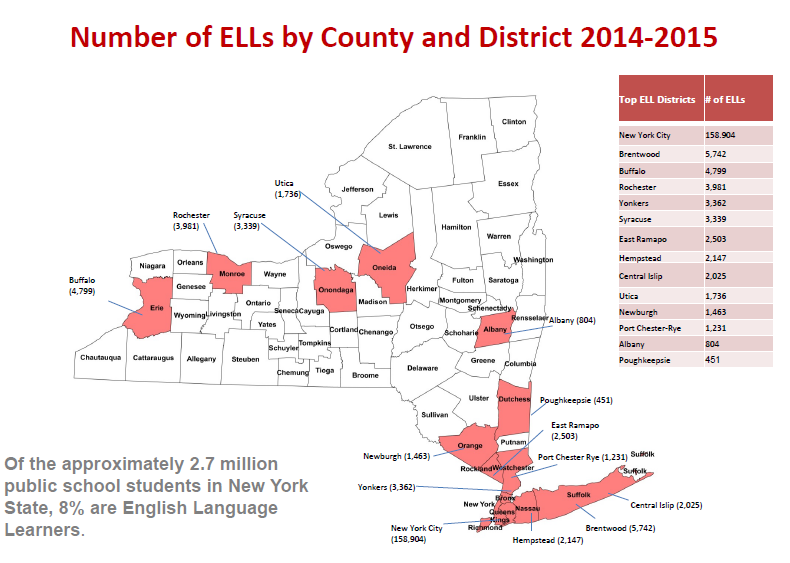 Number of ELLs by County and District 2014-2015
Top ELL Districts # of ELLs
New York City 158.904
Brentwood 5,742
Buffalo 4,799
Rochester 3,981
Yonkers 3,362
Syracuse 3,339
East Ramapo 2,503
Hempstead 2,147
Central Islip 2,025
Utica 1,736
Newburgh 1,463
Port Chester-Rye 1,231
Albany 804
Poughkeepsie 451
Clinton
Franklin
St. Lawrence
Essex
Jefferson
Lewis
Hamilton
Warren
Washington
Utica
(1,736)
Rochester
(3,981)
Syracuse
(3,339)
Buffalo
(4,799)
Oswego
Oneida
Herkimer
Niagara
Orleans
Monroe
Wayne
Onondaga
Madison
Fulton
Saratoga
Montgomery
Schenectady
Rensselaer
Genesee
Erie
Wyoming
Livingston
Ontario
Seneca
Cayuga
Yates
Cortland
Chenango
Otsego
Schoharie
Albany
Albany (804)
Chautauqua
Cattaraugus
Allegany
Steuben
Schuyler
Tompkins
Chemung
Tioga
Broome
Delaware
Greene
Columbia
Ulster
Dutchess
Poughkeepsie (451)
Sullivan
East Ramapo
(2,503)
Orange
Putnam
Newburgh (1,463)
Rockland
Westchester
Port Chester Rye (1,231)
Suffolk
Suffolk
Yonkers (3,362)
Bronx
New York
Queens
Kings
Nassau
Suffolk
Richmond
Central Islip (2,025)
New York City
(158,904)
Brentwood (5,742)
Hempstead (2,147)
Of the approximately 2.7 million
public school students in New York
State, 8% are English Language
Learners.